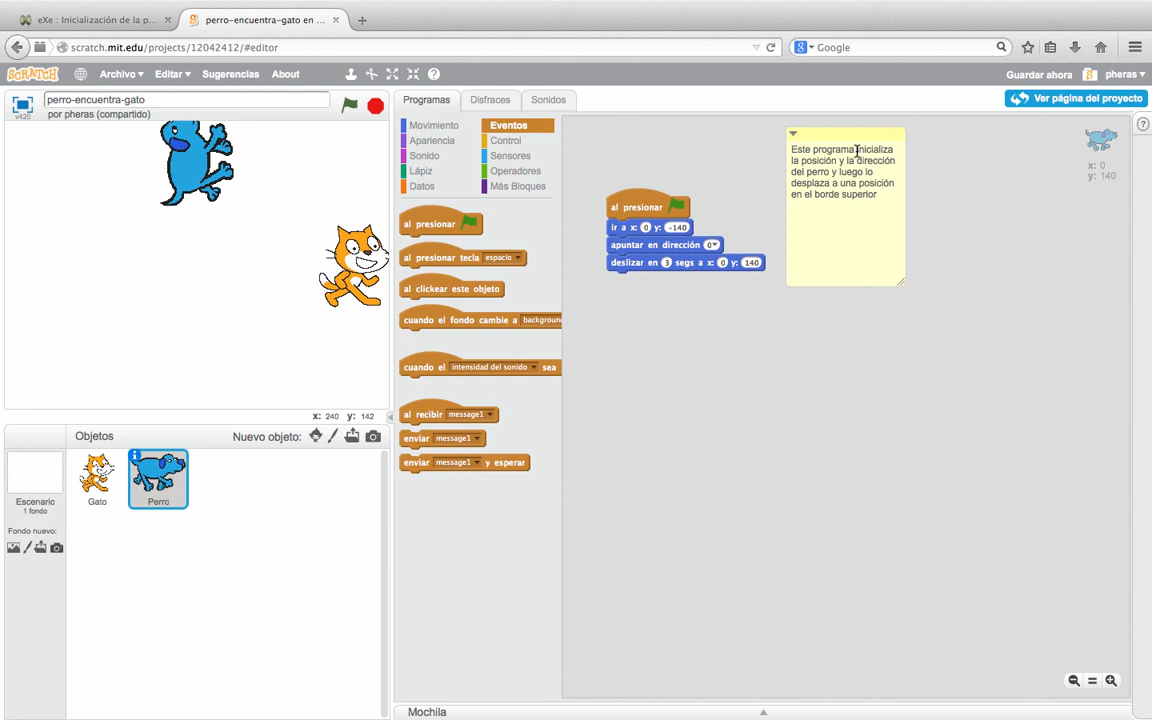 eXe : Inicialización de la p...
perro-encuentra-gato en ...
scratch.mit.edu/projects/12042412/#editor
Google
SCRATCH
Archivo
Editar
Sugerencias
About
Guardar ahora
pheras
v420
perro-encuentra-gato
por pheras (compartido)
Programas
Disfraces
Sonidos
Ver página del proyecto
Movimiento
Apariencia
Sonido
Lápiz
Datos
Eventos
Control
Sensores
Operadores
Más Bloques
al presionar
al presionar tecla espacio
al clickear este objeto
cuando el fondo cambie a background
cuando el intensidad del sonido sea
al recibir message1
enviar message1
enviar message1 y esperar
al presionar
ir a x: 0 y: -140
apuntar en dirección 0
deslizar en 3 segs a x: 0 y: 140
Este programa inicializa
la posición y la dirección
del perro y luego lo
desplaza a una posición
en el borde superior
x: 0
y: 140
x: 240 y: 142
Objetos
Nuevo objeto:
Escenario
1 fondo
Fondo nuevo:
Gato
Perro
Mochila